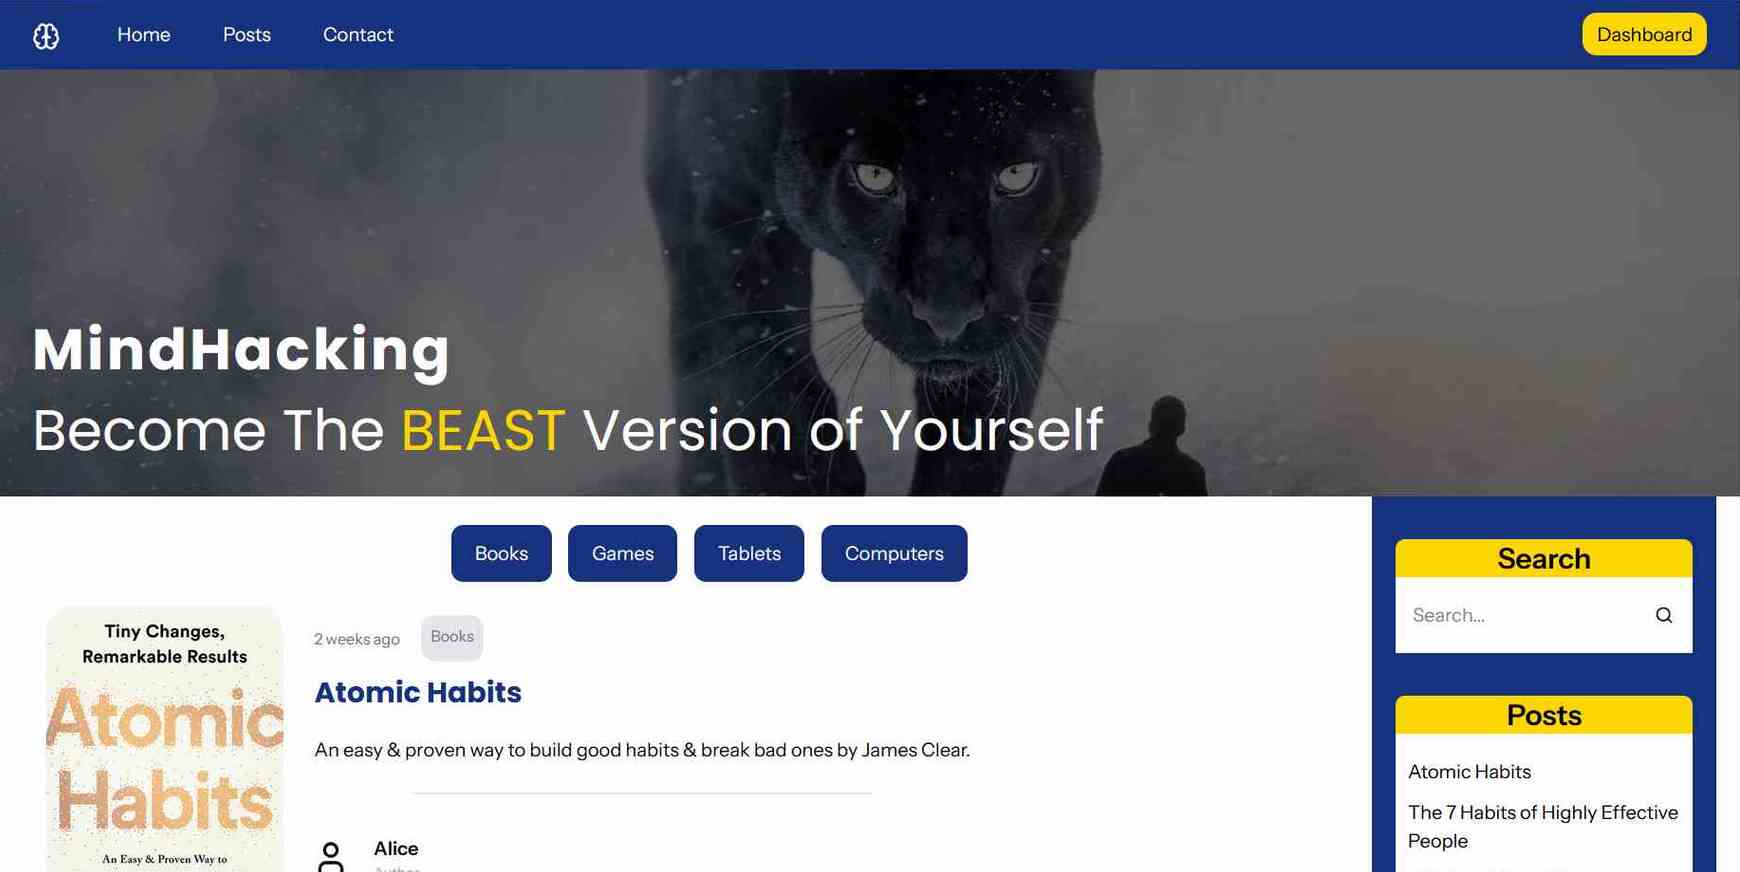 Home
Posts
Contact
Dashboard
MindHacking
Become The BEAST Version of Yourself
Books
Games
Tablets
Computers
Tiny Changes,
Remarkable Results
Atomic
Habits
An Easy & Proven Way to
2 weeks ago
Books
Atomic Habits
An easy & proven way to build good habits & break bad ones by James Clear.
Alice
Author
Search
Search...
Posts
Atomic Habits
The 7 Habits of Highly Effective
People